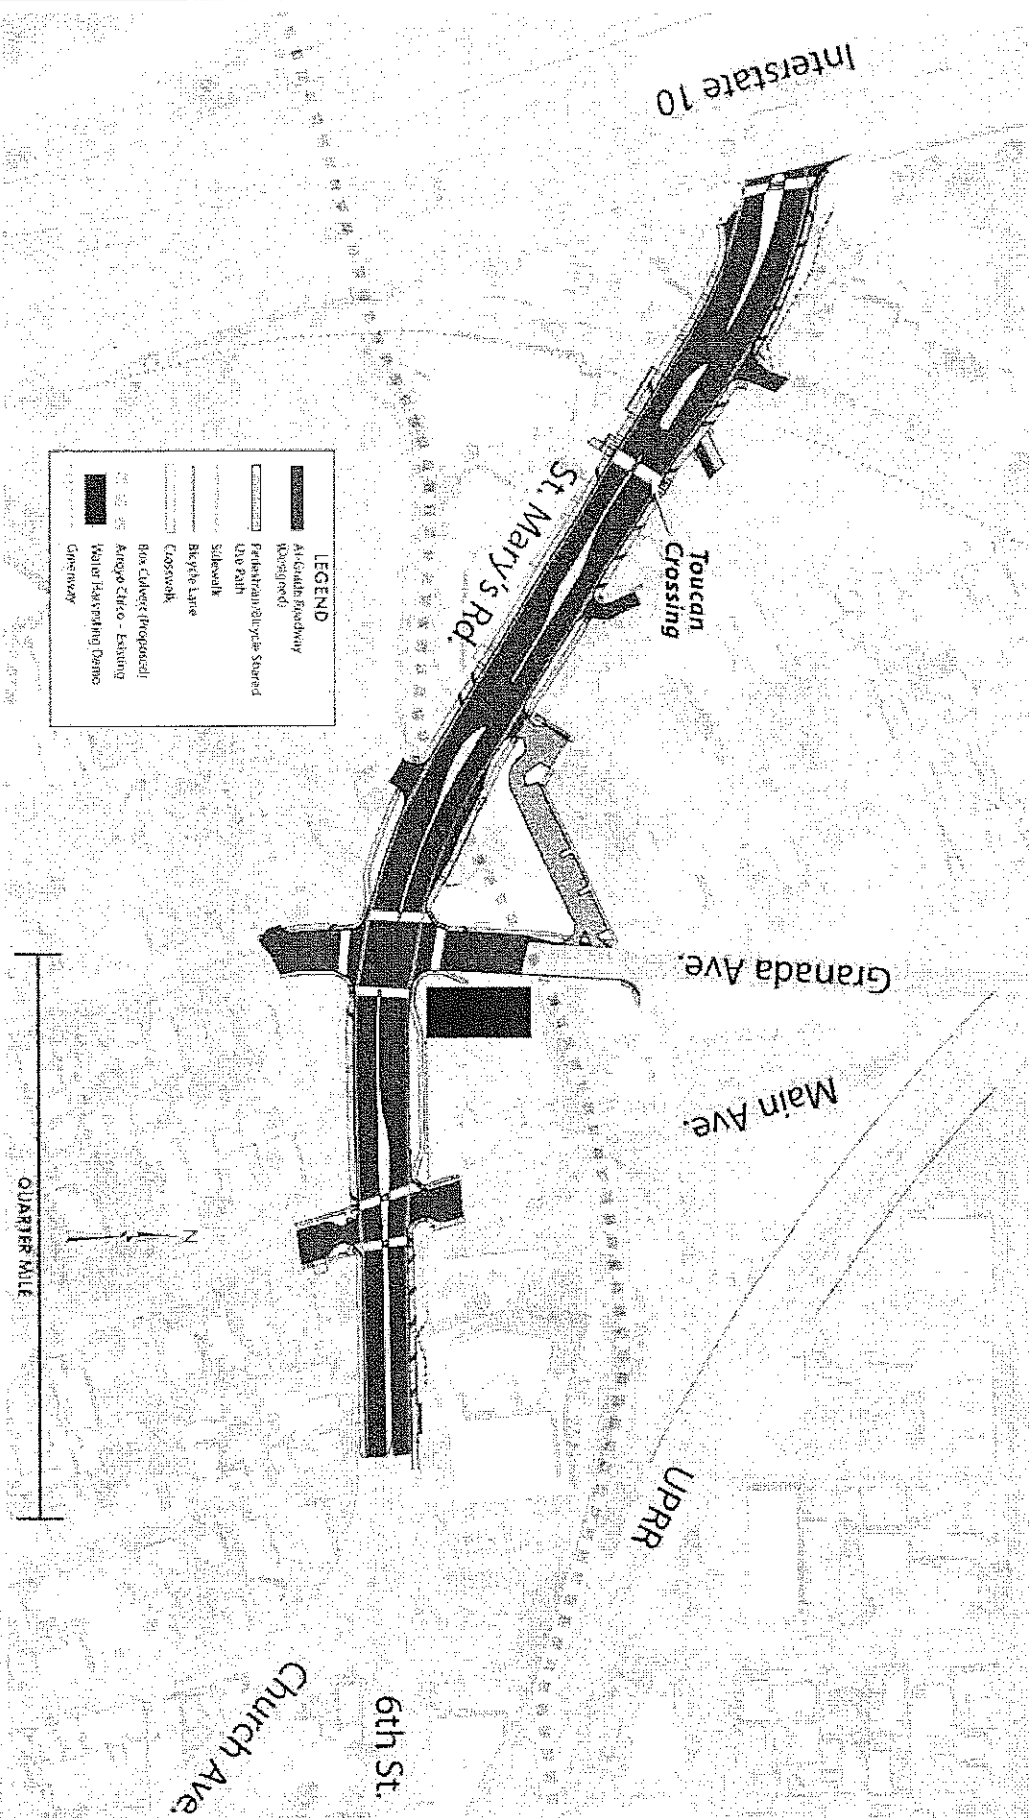 Interstate 10
Toucan
Crossing
St. Mary's Rd.
Granada Ave.
Main Ave.
UPRR
6th St.
Church Ave.
LEGEND
At-Grade Roadway
(Designed)
Pedestrian/Bicycle Shared
Use Path
Sidewalk
Bicycle Lane
Crosswalk
Box Culvert (Proposed)
Arroyo Chico - Existing
Water Harvesting Demo
Greenway
N
QUARTER MILE